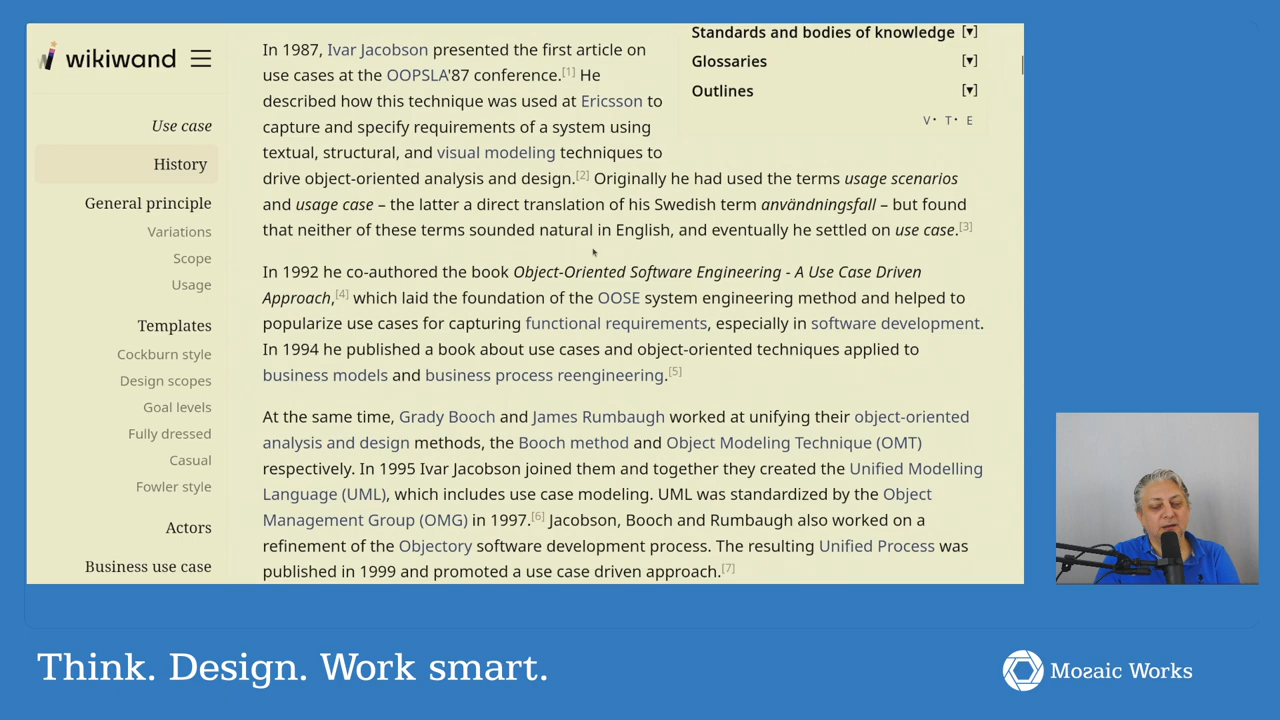 wikiwand
Use case
History
General principle
Variations
Scope
Usage
Templates
Cockburn style
Design scopes
Goal levels
Fully dressed
Casual
Fowler style
Actors
Business use case
In 1987, Ivar Jacobson presented the first article on
use cases at the OOPSLA'87 conference.[1] He
described how this technique was used at Ericsson to
capture and specify requirements of a system using
textual, structural, and visual modeling techniques to
drive object-oriented analysis and design.[2] Originally he had used the terms usage scenarios
and usage case – the latter a direct translation of his Swedish term användningsfall – but found
that neither of these terms sounded natural in English, and eventually he settled on use case.[3]
In 1992 he co-authored the book Object-Oriented Software Engineering - A Use Case Driven
Approach,[4] which laid the foundation of the OOSE system engineering method and helped to
popularize use cases for capturing functional requirements, especially in software development.
In 1994 he published a book about use cases and object-oriented techniques applied to
business models and business process reengineering.[5]
At the same time, Grady Booch and James Rumbaugh worked at unifying their object-oriented
analysis and design methods, the Booch method and Object Modeling Technique (OMT)
respectively. In 1995 Ivar Jacobson joined them and together they created the Unified Modelling
Language (UML), which includes use case modeling. UML was standardized by the Object
Management Group (OMG) in 1997.[6] Jacobson, Booch and Rumbaugh also worked on a
refinement of the Objectory software development process. The resulting Unified Process was
published in 1999 and promoted a use case driven approach.[7]
Standards and bodies of knowledge [▼]
Glossaries [▼]
Outlines [▼]
V· T· E
Think. Design. Work smart.
Mozaic Works